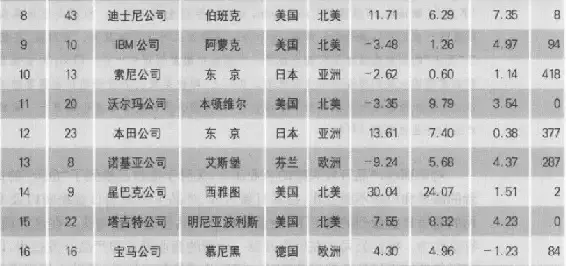 8 43 迪士尼公司 伯班克 美国 北美 11.71 6.29 7.35 8
9 10 IBM公司 阿蒙克 美国 北美 -3.48 1.26 4.97 94
10 13 索尼公司 东 京 日本 亚洲 -2.62 0.60 1.14 418
11 20 沃尔玛公司 本顿维尔 美国 北美 -3.35 9.79 3.54 0
12 23 本田公司 东 京 日本 亚洲 13.61 7.40 0.38 377
13 8 诺基亚公司 艾斯堡 芬兰 欧洲 -9.24 5.68 4.37 287
14 9 星巴克公司 西雅图 美国 北美 30.04 24.07 1.51 2
15 22 塔吉特公司 明尼亚波利斯 美国 北美 7.55 8.32 4.23 0
16 16 宝马公司 慕尼黑 德国 欧洲 4.30 4.96 -1.23 84